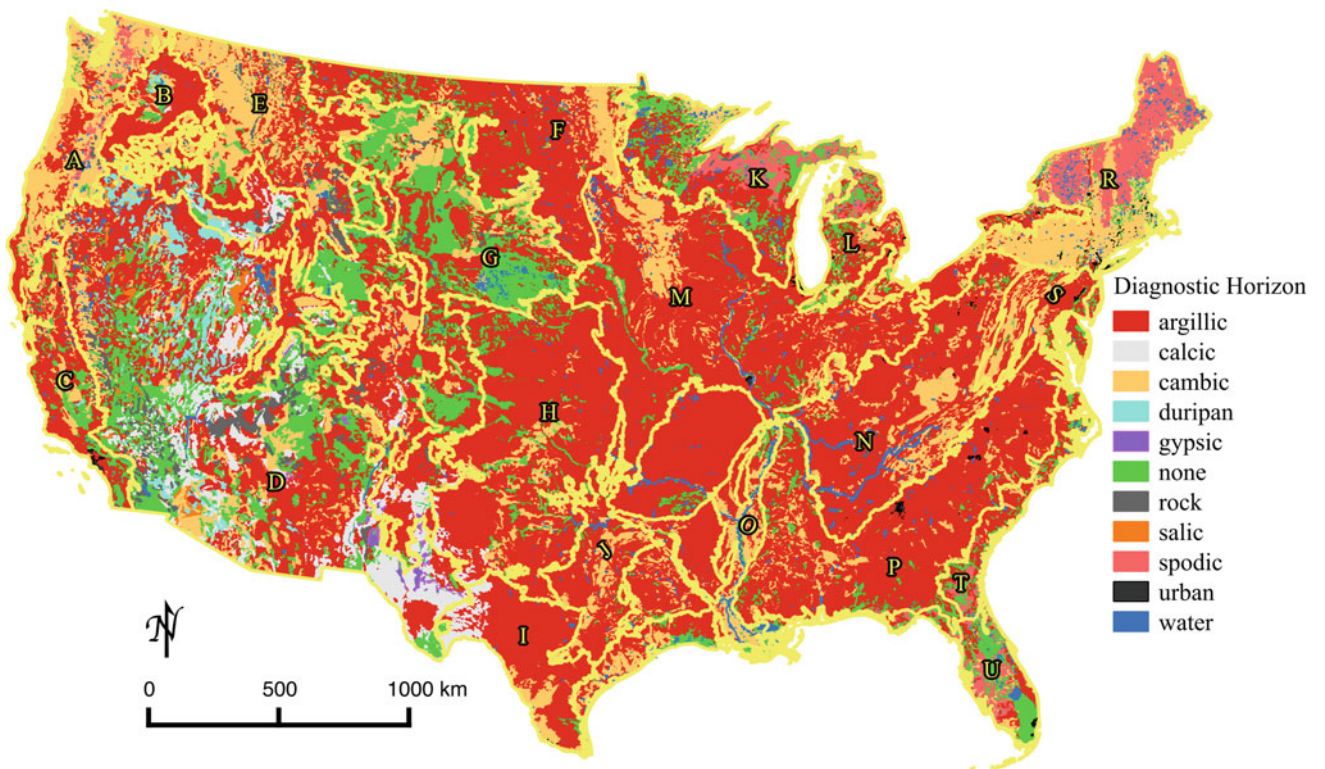 B
E
F
A
K
R
L
G
M
S
C
H
N
D
O
J
P
T
I
U
Diagnostic Horizon
argillic
calcic
cambic
duripan
gypsic
none
rock
salic
spodic
urban
water
N
0 500 1000 km